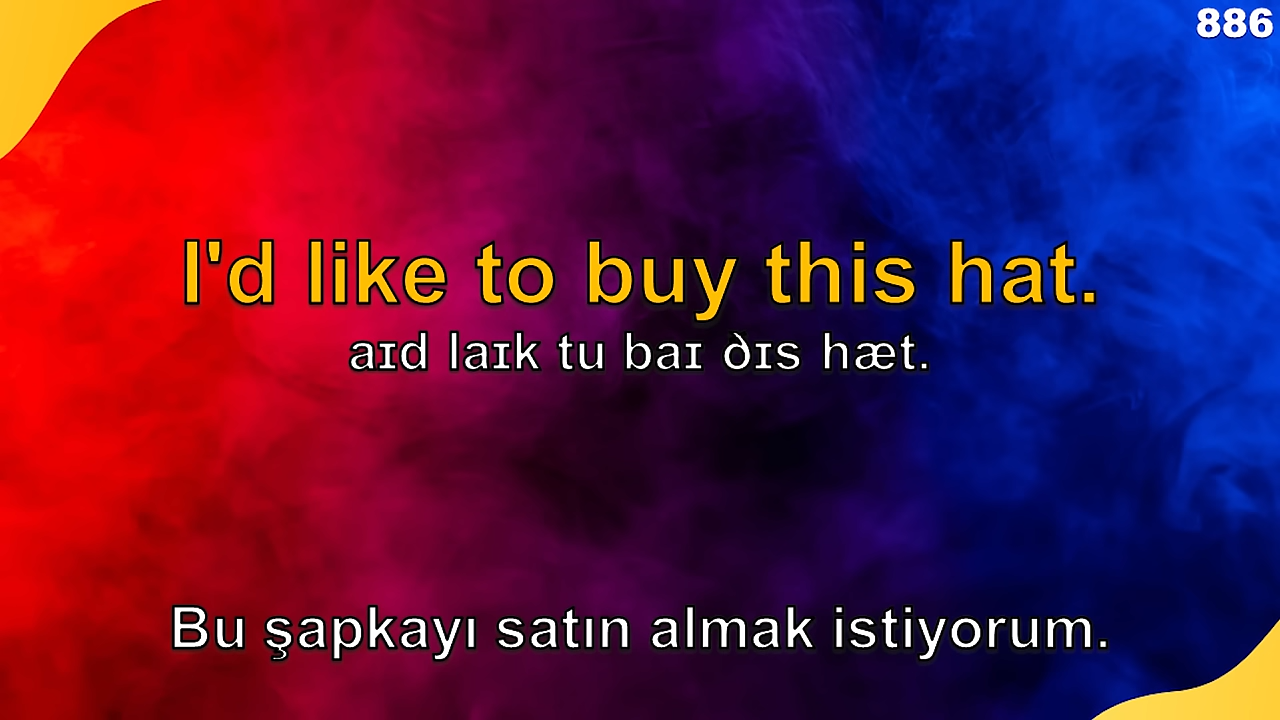 886
I'd like to buy this hat.
aɪd laɪk tu baɪ ðɪs hæt.
Bu şapkayı satın almak istiyorum.